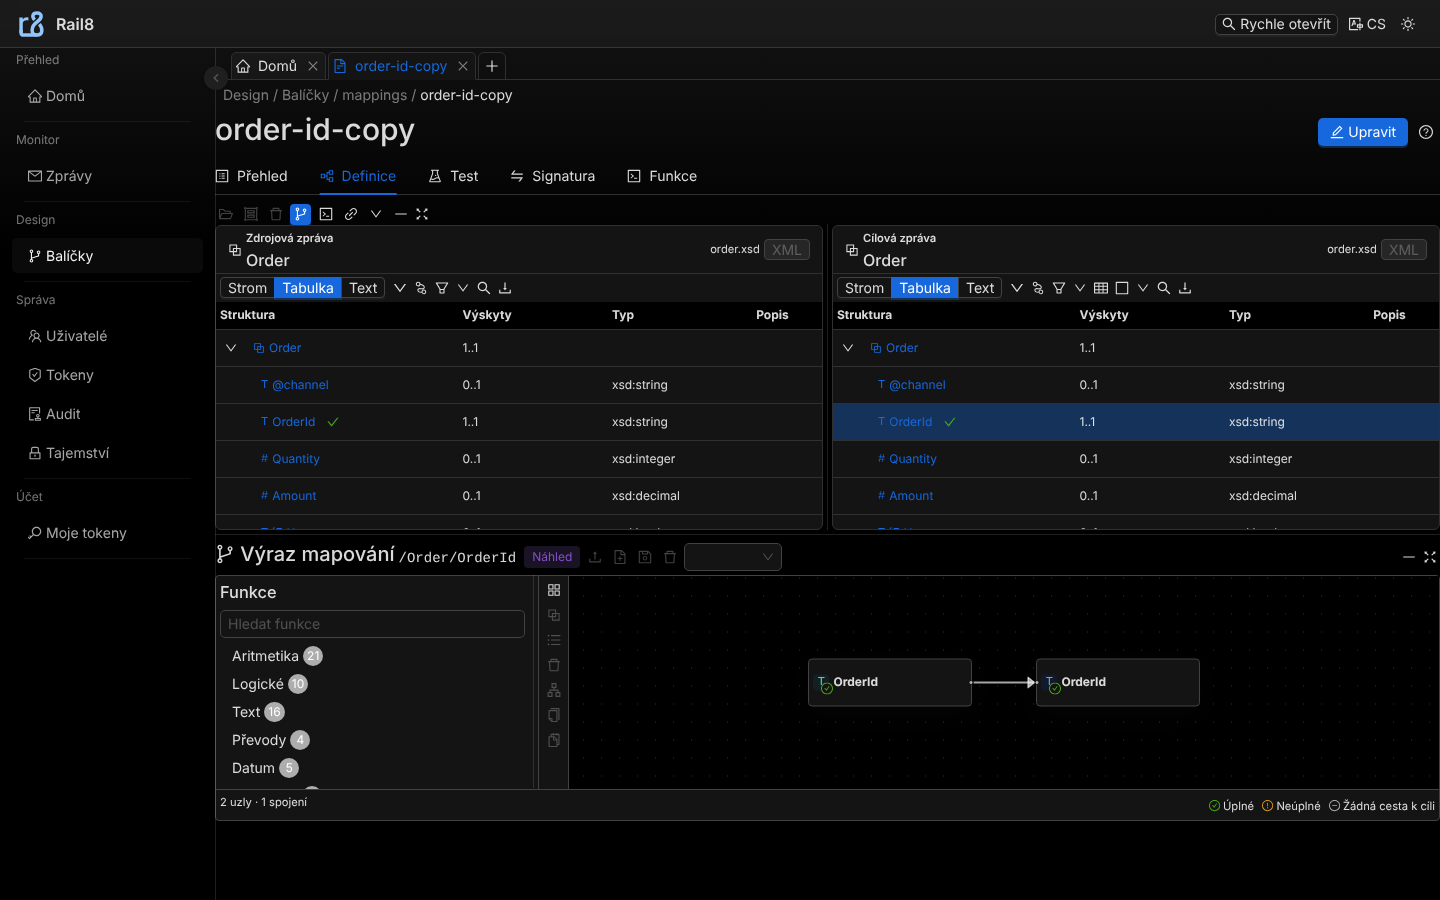 Rail8
Rychle otevřít
CS
Přehled
Domů
Monitor
Zprávy
Design
Balíčky
Správa
Uživatelé
Tokeny
Audit
Tajemství
Účet
Moje tokeny
Domů
order-id-copy
Design / Balíčky / mappings / order-id-copy
order-id-copy
Upravit
Přehled
Definice
Test
Signatura
Funkce
Zdrojová zpráva
Order
order.xsd
XML
Strom
Tabulka
Text
Struktura
Výskyty
Typ
Popis
Order
1..1
@channel
0..1
xsd:string
OrderId
1..1
xsd:string
Quantity
0..1
xsd:integer
Amount
0..1
xsd:decimal
Cílová zpráva
Order
order.xsd
XML
Strom
Tabulka
Text
Struktura
Výskyty
Typ
Popis
Order
1..1
@channel
0..1
xsd:string
OrderId
1..1
xsd:string
Quantity
0..1
xsd:integer
Amount
0..1
xsd:decimal
Výraz mapování /Order/OrderId
Náhled
Funkce
Hledat funkce
Aritmetika 21
Logické 10
Text 16
Převody 4
Datum 5
OrderId
OrderId
2 uzly · 1 spojení
Úplné
Neúplné
Žádná cesta k cíli